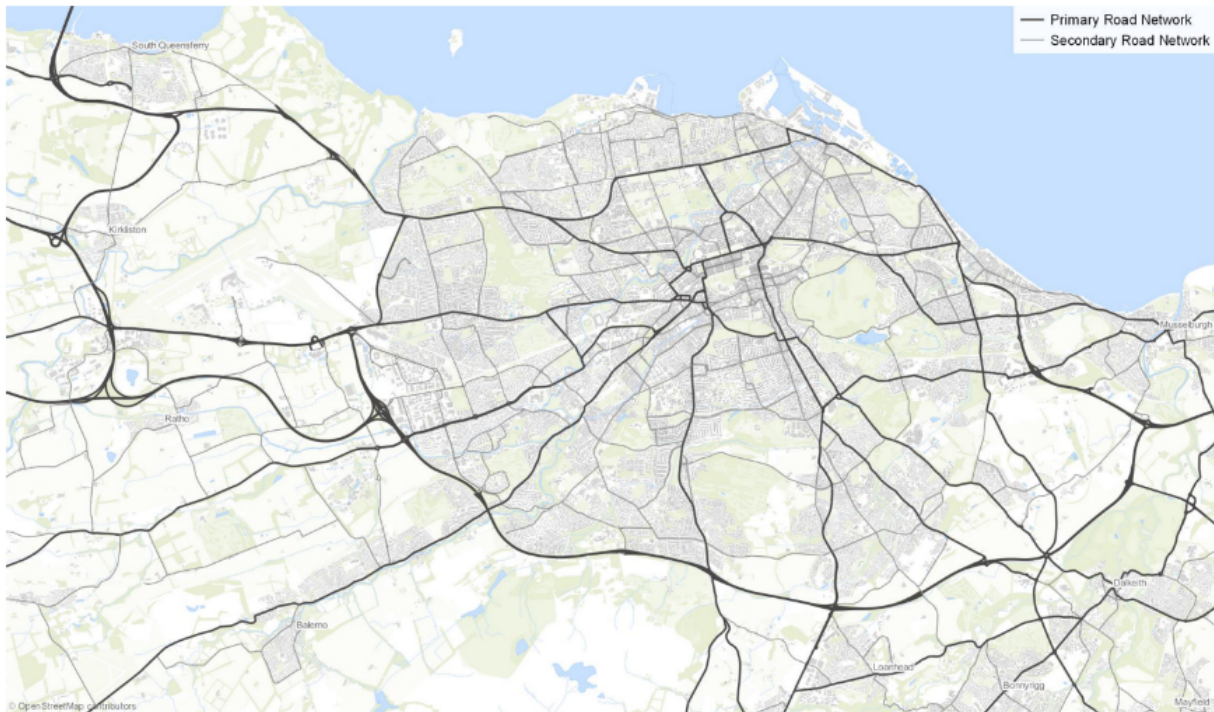 Primary Road Network
Secondary Road Network
South Queensferry
Kirkliston
Musselburgh
Ratho
Dalkeith
Balerno
Loanhead
Bonnyrigg
Mayfield
© OpenStreetMap contributors